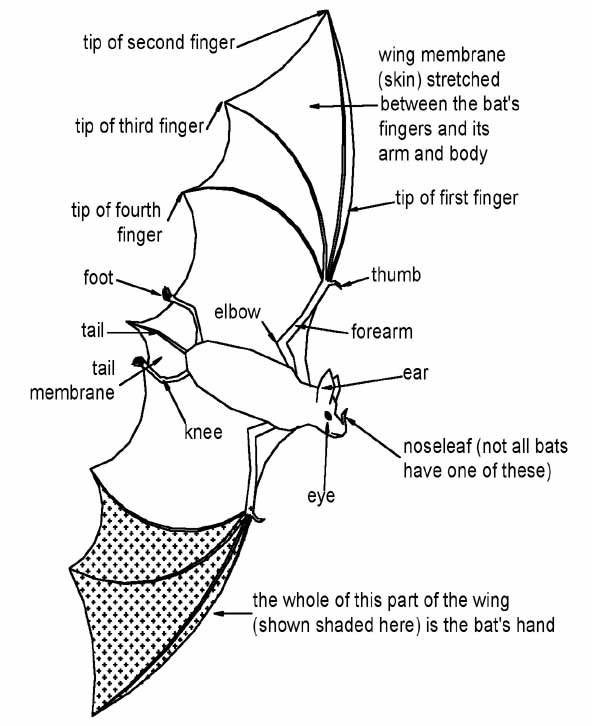 tip of second finger
wing membrane
(skin) stretched
between the bat's
fingers and its
arm and body
tip of third finger
tip of first finger
tip of fourth
finger
foot
thumb
elbow
forearm
tail
ear
tail
membrane
knee
noseleaf (not all bats
have one of these)
eye
the whole of this part of the wing
(shown shaded here) is the bat's hand